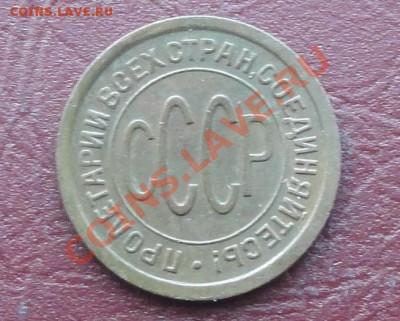 COINS.LAVE.RU
ПРОЛЕТАРИИ ВСЕХ СТРАН, СОЕДИНЯЙТЕСЬ!
СССР
COINS.LAVE.RU